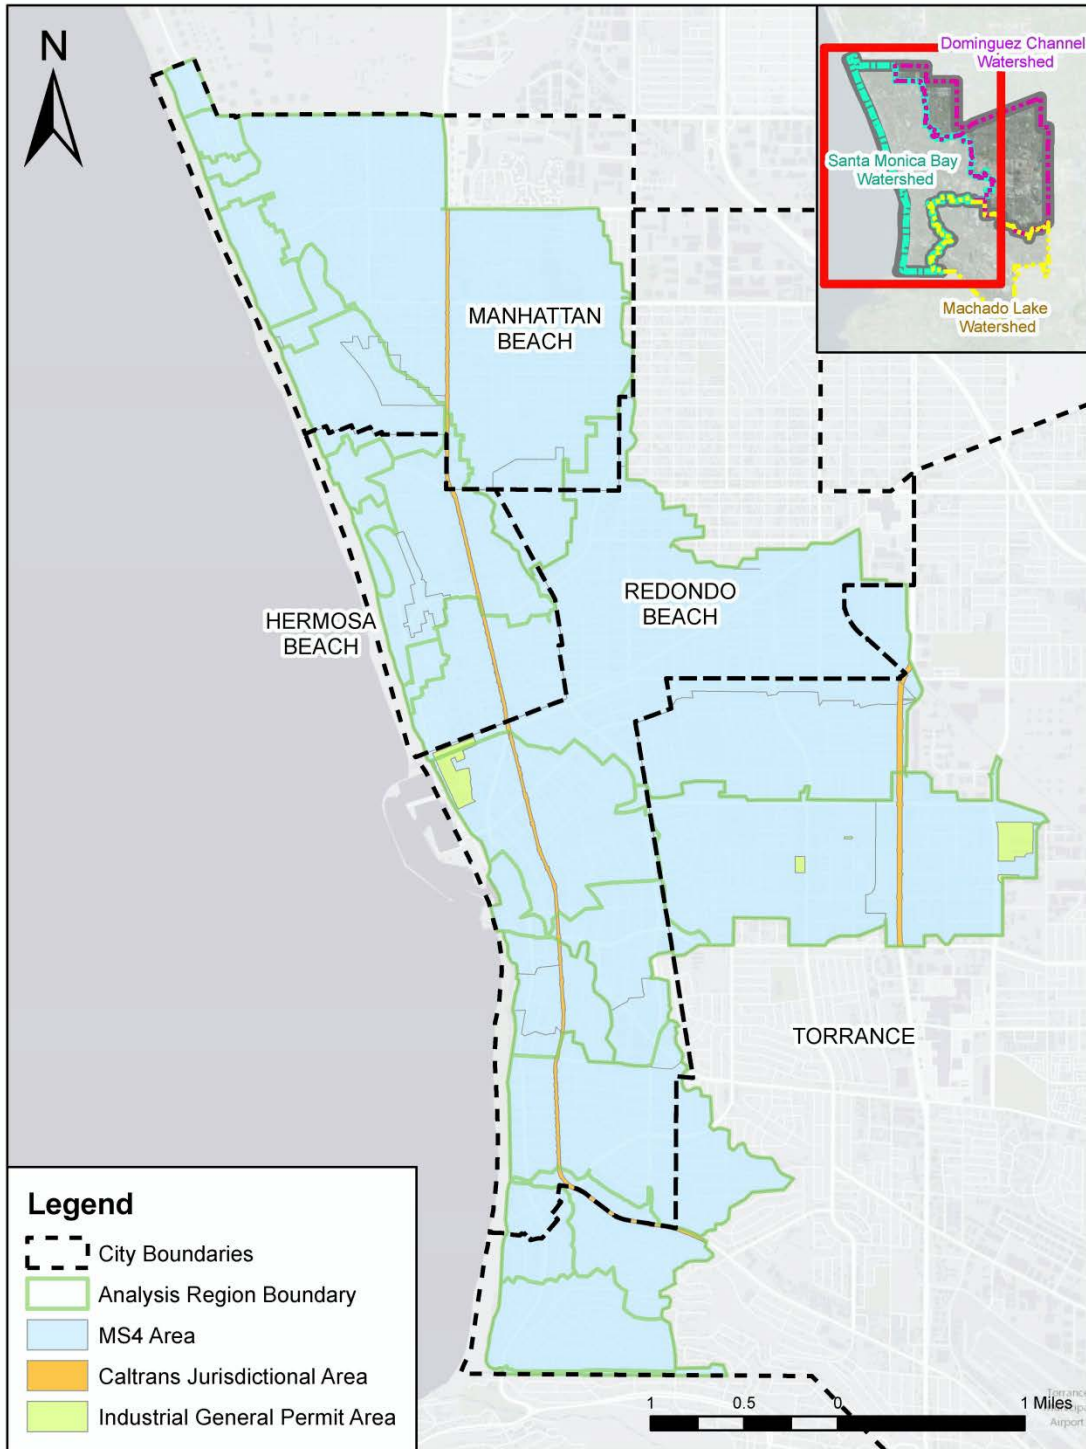 N
Dominguez Channel
Watershed
Santa Monica Bay
Watershed
Machado Lake
Watershed
MANHATTAN
BEACH
HERMOSA
BEACH
REDONDO
BEACH
TORRANCE
Legend
City Boundaries
Analysis Region Boundary
MS4 Area
Caltrans Jurisdictional Area
Industrial General Permit Area
1 0.5 0 1 Miles
Airport